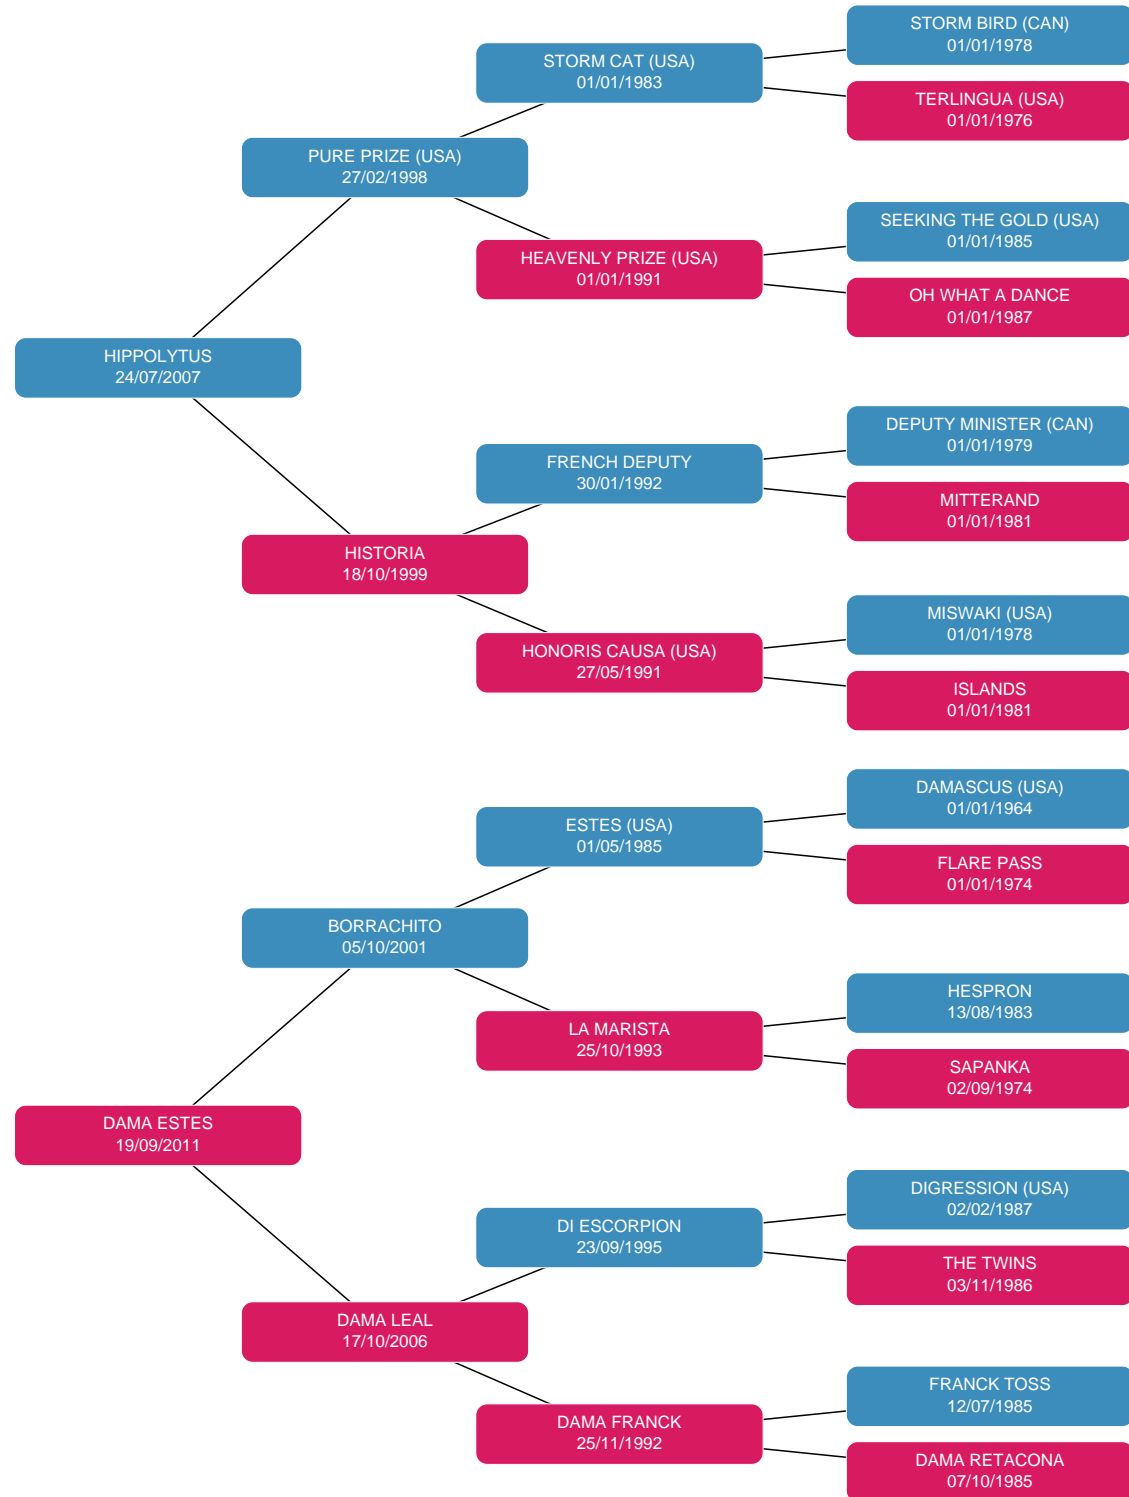 STORM BIRD (CAN)
01/01/1978
STORM CAT (USA)
01/01/1983
TERLINGUA (USA)
01/01/1976
PURE PRIZE (USA)
27/02/1998
SEEKING THE GOLD (USA)
01/01/1985
HEAVENLY PRIZE (USA)
01/01/1991
OH WHAT A DANCE
01/01/1987
HIPPOLYTUS
24/07/2007
DEPUTY MINISTER (CAN)
01/01/1979
FRENCH DEPUTY
30/01/1992
MITTERAND
01/01/1981
HISTORIA
18/10/1999
MISWAKI (USA)
01/01/1978
HONORIS CAUSA (USA)
27/05/1991
ISLANDS
01/01/1981
DAMASCUS (USA)
01/01/1964
ESTES (USA)
01/05/1985
FLARE PASS
01/01/1974
BORRACHITO
05/10/2001
HESPRON
13/08/1983
LA MARISTA
25/10/1993
SAPANKA
02/09/1974
DAMA ESTES
19/09/2011
DIGRESSION (USA)
02/02/1987
DI ESCORPION
23/09/1995
THE TWINS
03/11/1986
DAMA LEAL
17/10/2006
FRANCK TOSS
12/07/1985
DAMA FRANCK
25/11/1992
DAMA RETACONA
07/10/1985